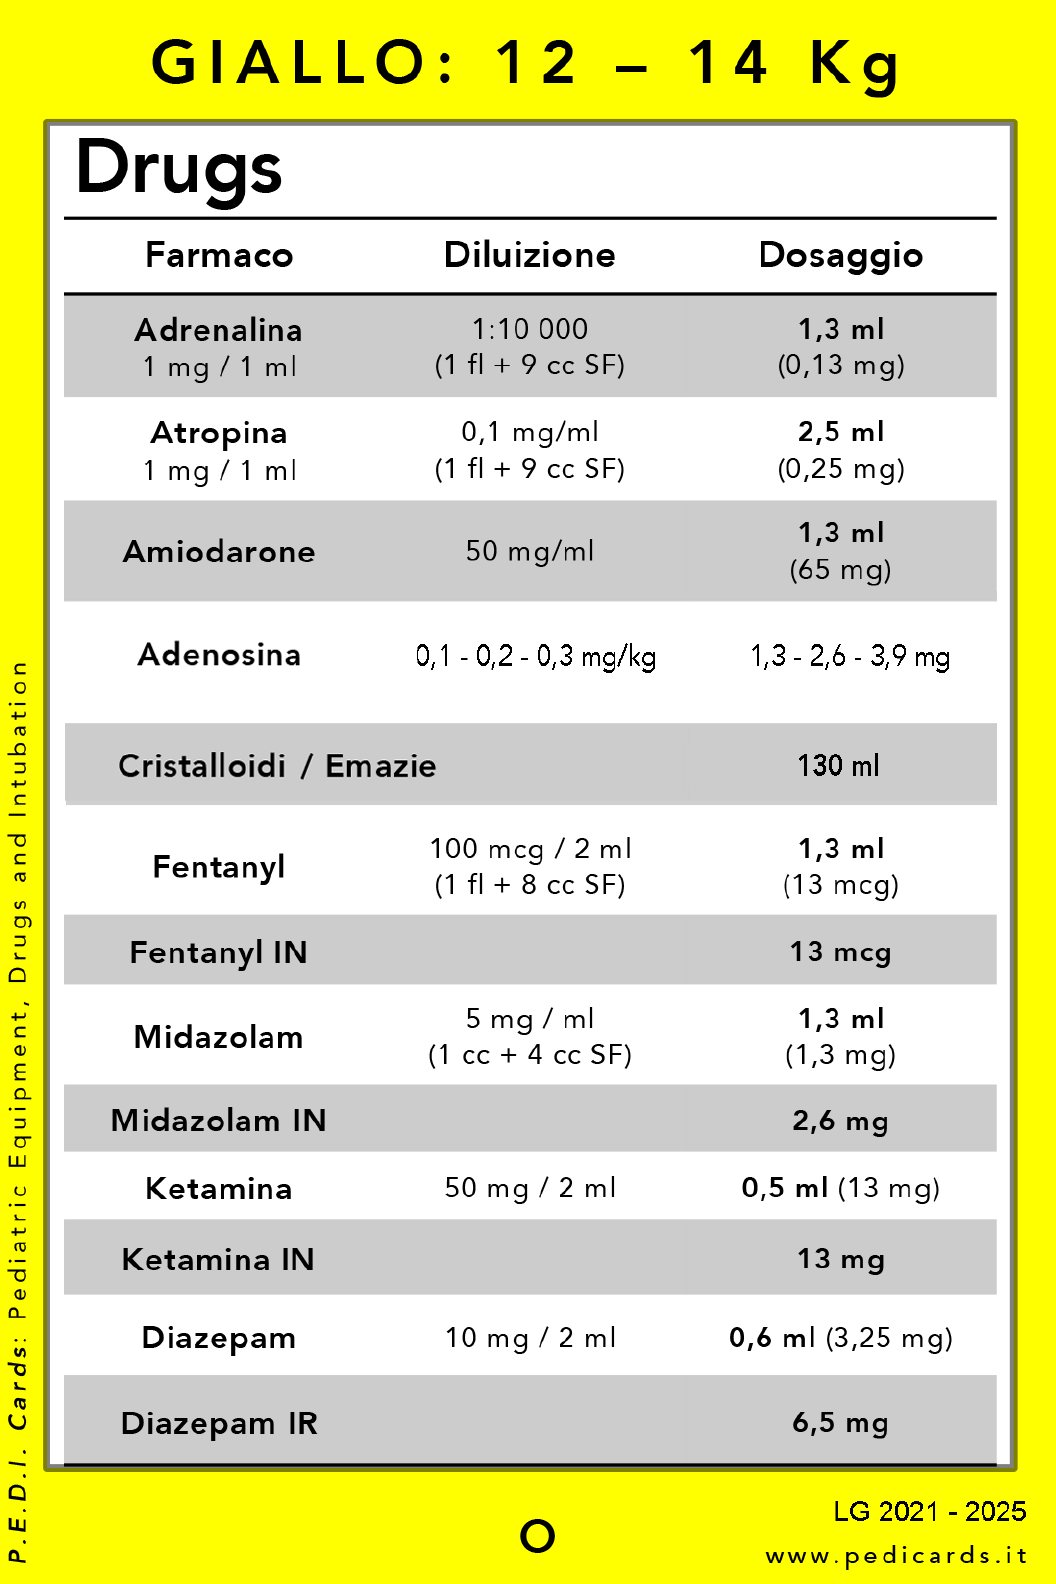 GIALLO: 12 – 14 Kg
Drugs
Farmaco Diluizione Dosaggio
Adrenalina 1:10 000 1,3 ml
1 mg / 1 ml (1 fl + 9 cc SF) (0,13 mg)
Atropina 0,1 mg/ml 2,5 ml
1 mg / 1 ml (1 fl + 9 cc SF) (0,25 mg)
Amiodarone 50 mg/ml 1,3 ml
(65 mg)
Adenosina 0,1 - 0,2 - 0,3 mg/kg 1,3 - 2,6 - 3,9 mg
Cristalloidi / Emazie 130 ml
Fentanyl 100 mcg / 2 ml 1,3 ml
(1 fl + 8 cc SF) (13 mcg)
Fentanyl IN 13 mcg
Midazolam 5 mg / ml 1,3 ml
(1 cc + 4 cc SF) (1,3 mg)
Midazolam IN 2,6 mg
Ketamina 50 mg / 2 ml 0,5 ml (13 mg)
Ketamina IN 13 mg
Diazepam 10 mg / 2 ml 0,6 ml (3,25 mg)
Diazepam IR 6,5 mg
P.E.D.I. Cards: Pediatric Equipment, Drugs and Intubation
LG 2021 - 2025
www.pedicards.it